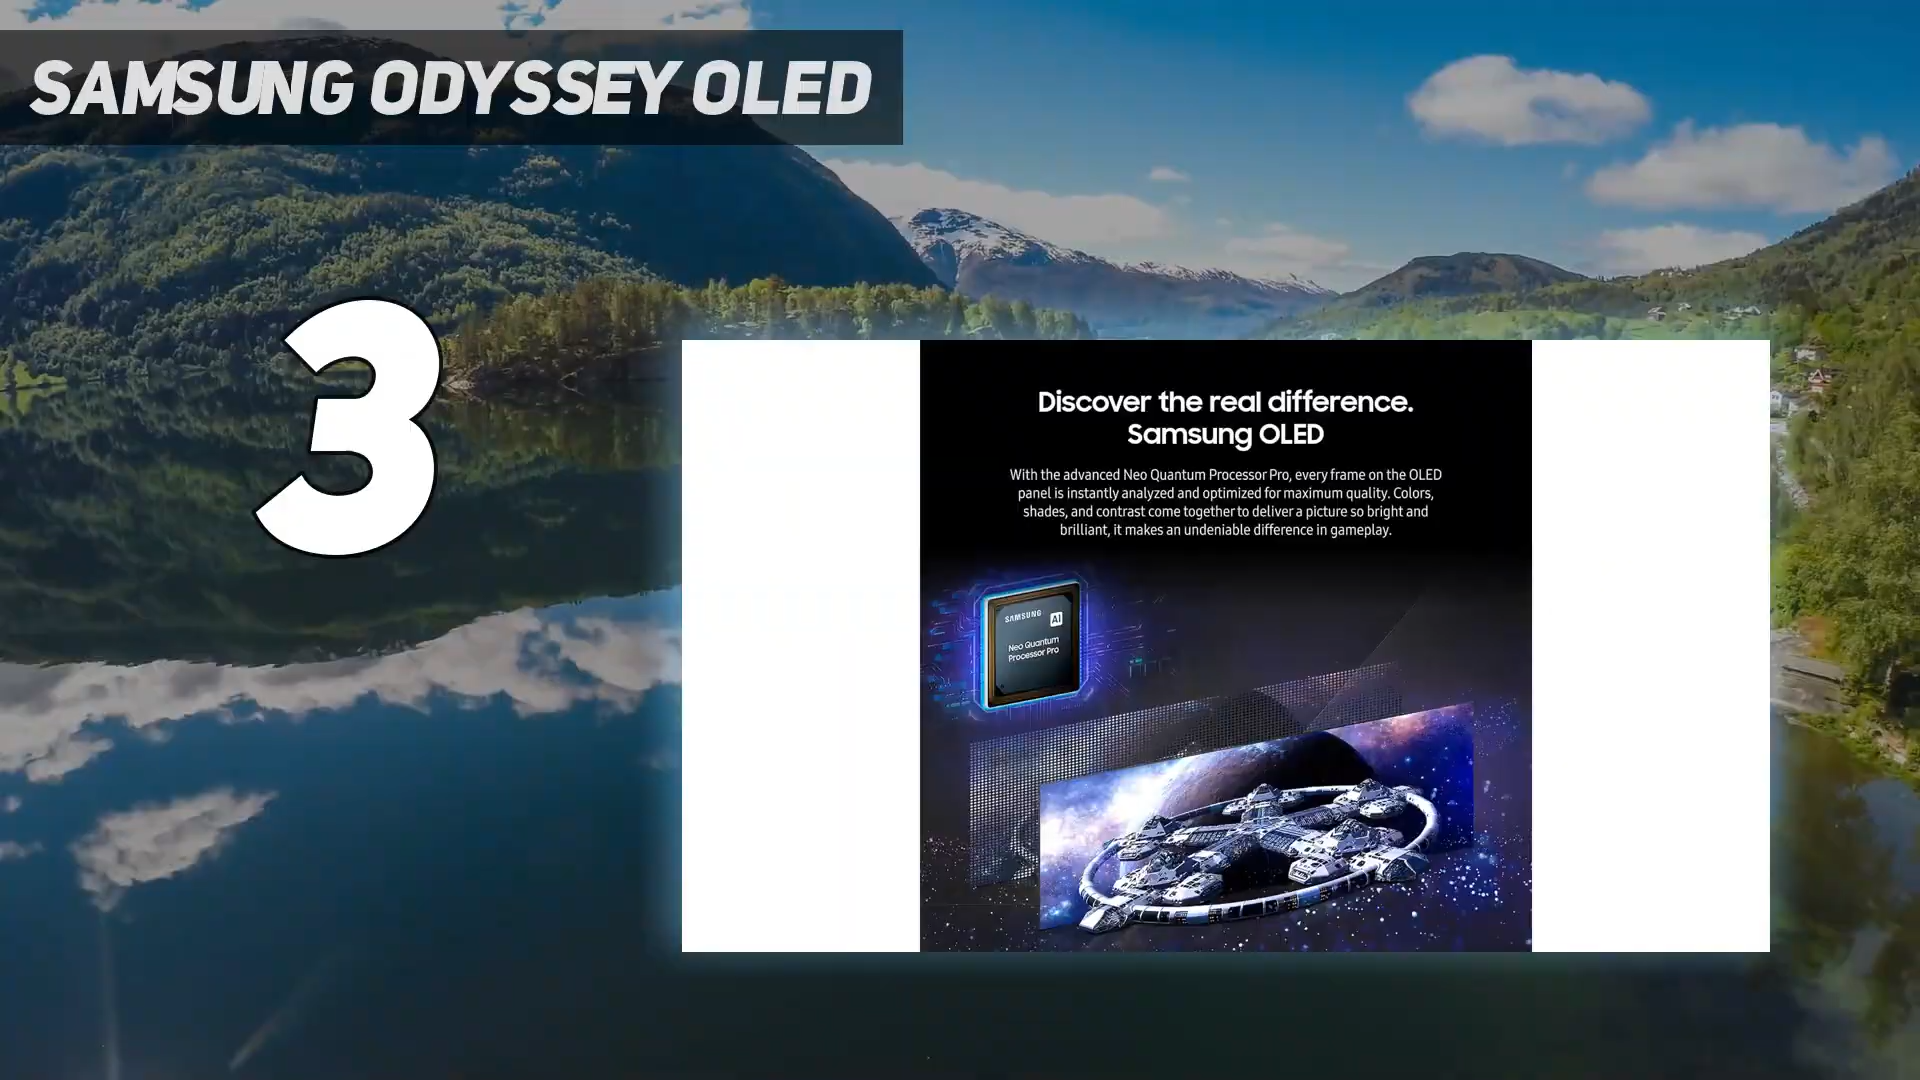 SAMSUNG ODYSSEY OLED
3
Discover the real difference.
Samsung OLED
With the advanced Neo Quantum Processor Pro, every frame on the OLED
panel is instantly analyzed and optimized for maximum quality. Colors,
shades, and contrast come together to deliver a picture so bright and
brilliant, it makes an undeniable difference in gameplay.
SAMSUNG
AI
Neo Quantum
Processor Pro